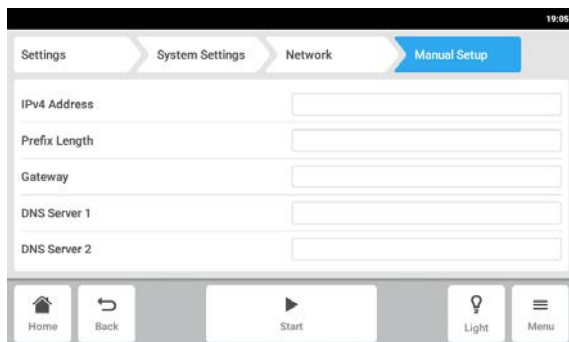 19:05
Settings System Settings Network Manual Setup
IPv4 Address
Prefix Length
Gateway
DNS Server 1
DNS Server 2
Home Back Start Light Menu